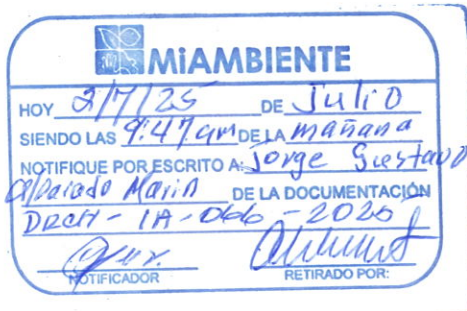 MiAMBIENTE
HOY 2/7/25 DE Julio
SIENDO LAS 9:47 am DE LA mañana
NOTIFIQUE POR ESCRITO A: Jorge Gustavo
Alvarado Marin DE LA DOCUMENTACIÓN
DRCH - IA - 066 - 2025
NOTIFICADOR RETIRADO POR: